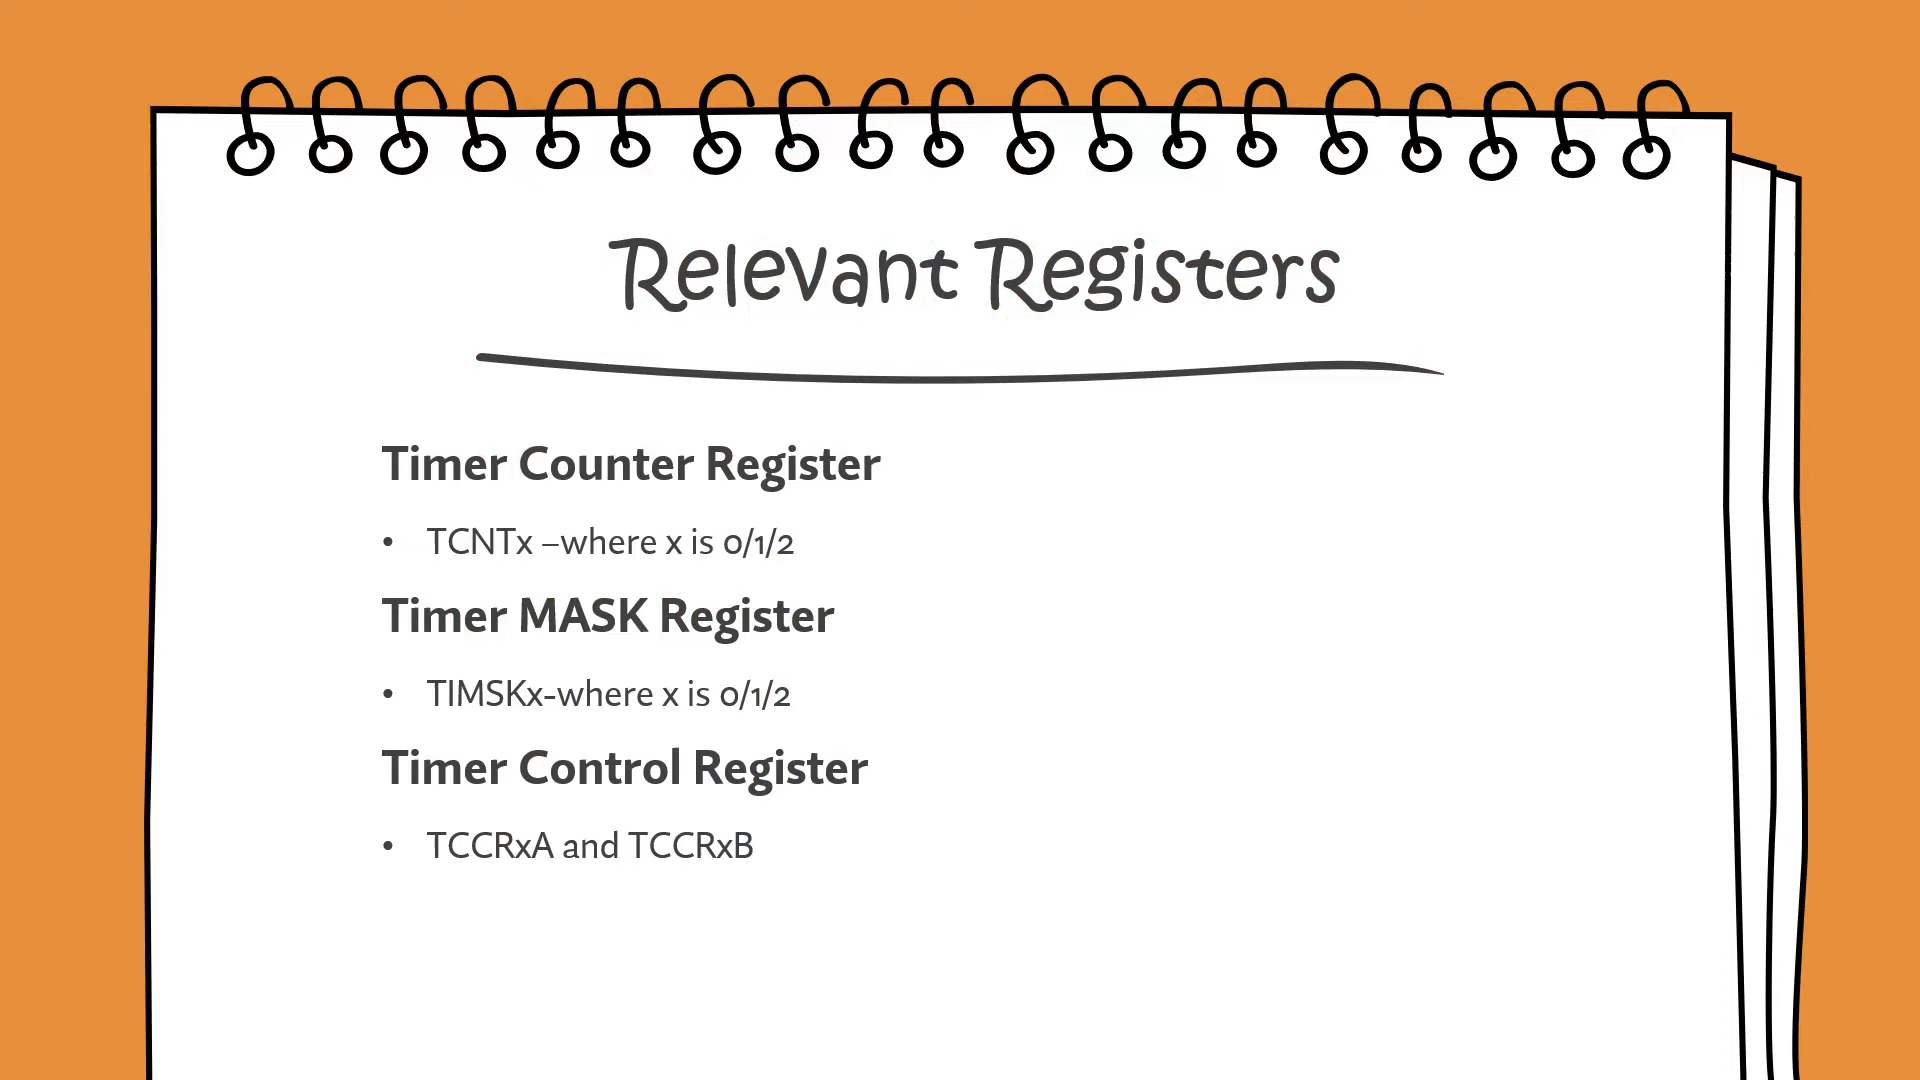 Relevant Registers
Timer Counter Register
• TCNTx –where x is 0/1/2
Timer MASK Register
• TIMSKx-where x is 0/1/2
Timer Control Register
• TCCRxA and TCCRxB